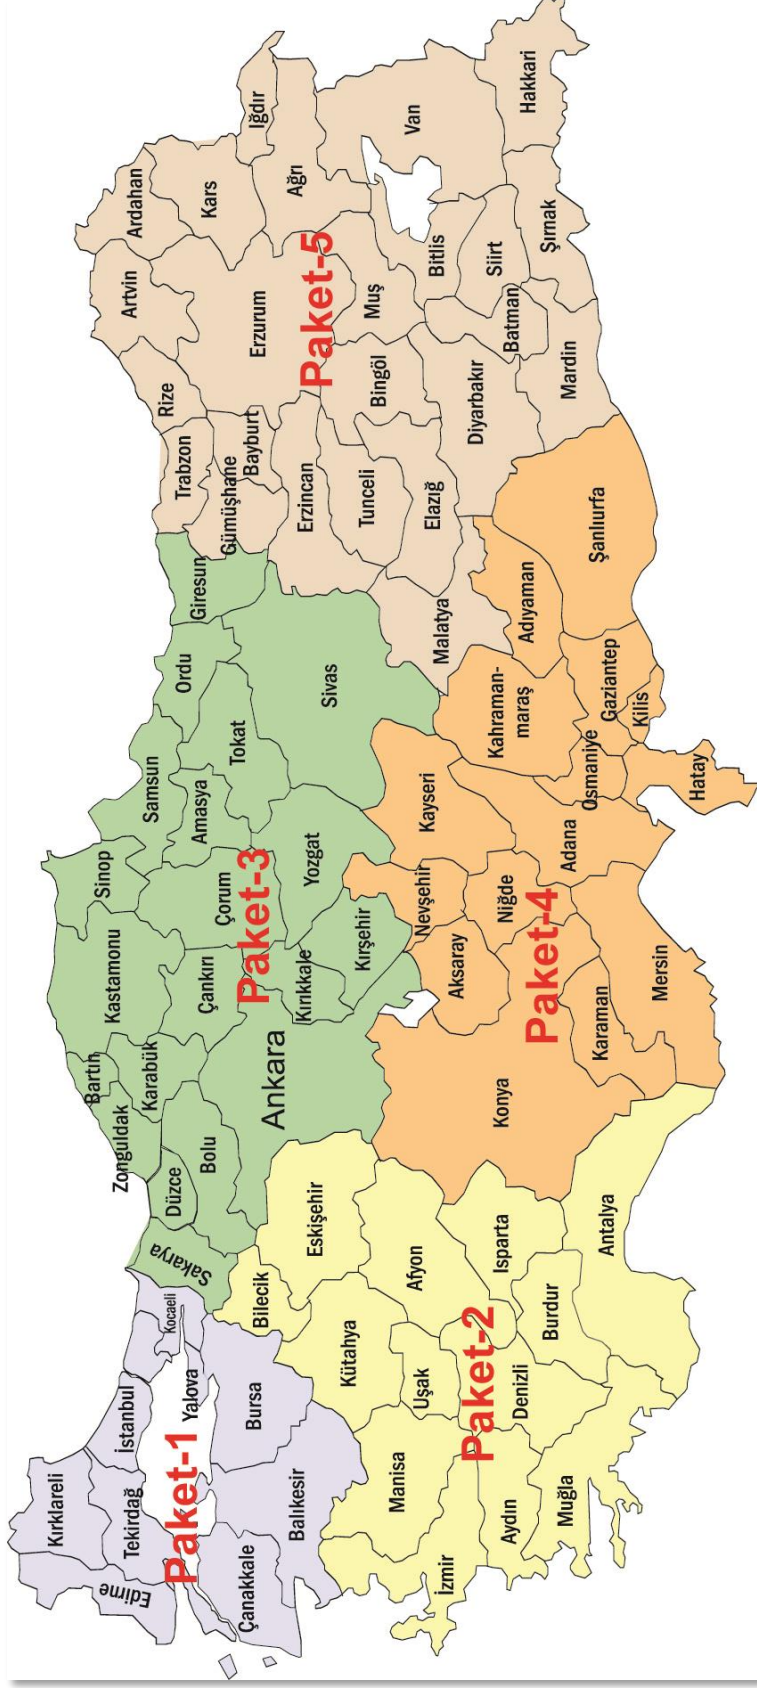 Kırklareli
Edirne
Tekirdağ
İstanbul
Kocaeli
Yalova
Paket-1
Çanakkale
Balıkesir
Bursa
Bilecik
Eskişehir
Kütahya
Manisa
Uşak
Afyon
İzmir
Paket-2
Aydın
Denizli
Isparta
Burdur
Muğla
Antalya
Sakarya
Düzce
Zonguldak
Bartın
Karabük
Bolu
Kastamonu
Sinop
Çankırı
Ankara
Paket-3
Çorum
Kırıkkale
Kırşehir
Yozgat
Samsun
Amasya
Tokat
Ordu
Giresun
Sivas
Konya
Aksaray
Nevşehir
Kayseri
Niğde
Paket-4
Karaman
Mersin
Adana
Kahraman-
maraş
Osmaniye
Hatay
Gaziantep
Kilis
Adıyaman
Şanlıurfa
Trabzon
Rize
Artvin
Ardahan
Gümüşhane
Bayburt
Erzurum
Kars
Iğdır
Ağrı
Erzincan
Paket-5
Tunceli
Bingöl
Muş
Malatya
Elazığ
Diyarbakır
Batman
Bitlis
Siirt
Van
Mardin
Şırnak
Hakkari